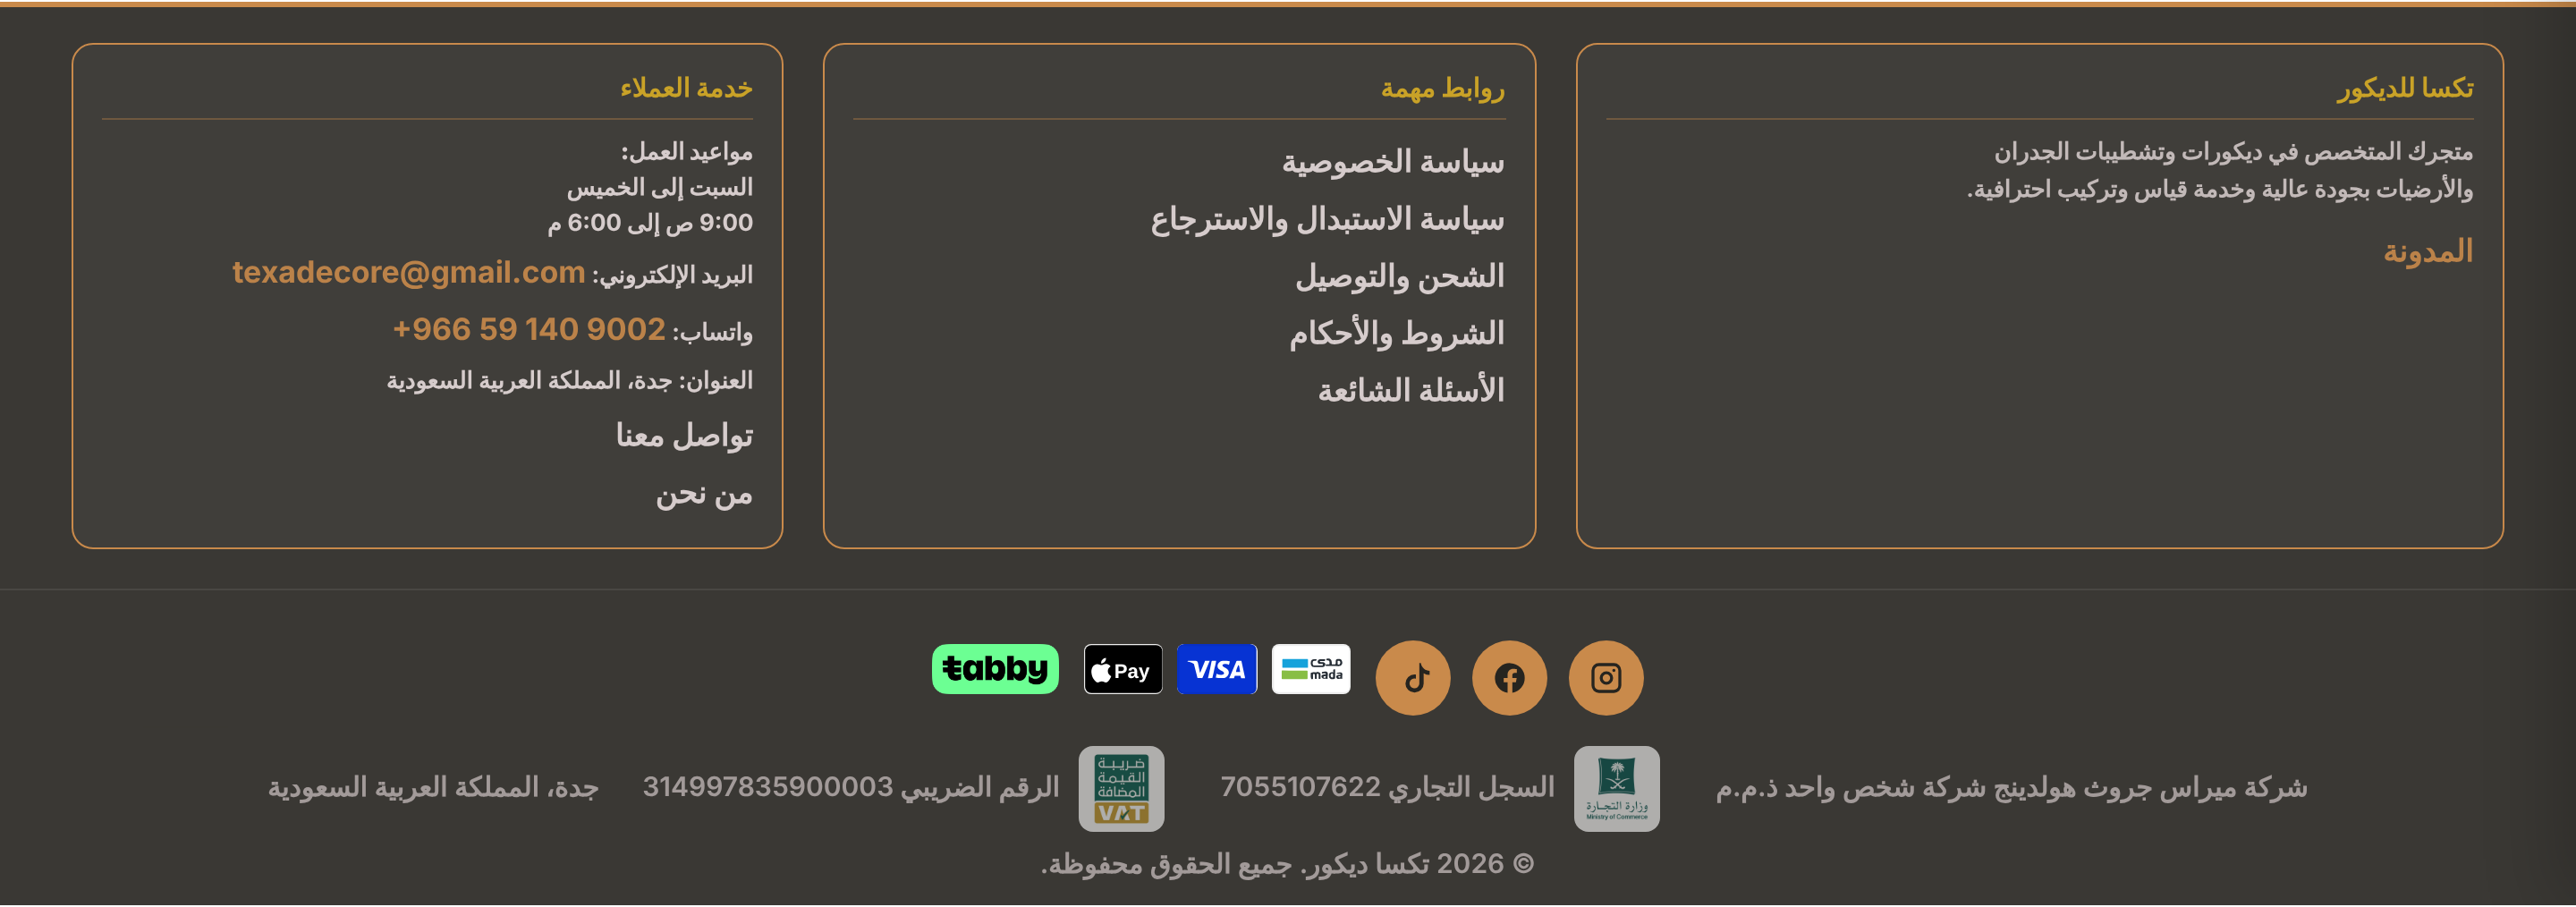 تكسا للديكور
متجرك المتخصص في ديكورات وتشطيبات الجدران
والأرضيات بجودة عالية وخدمة قياس وتركيب احترافية.
المدونة
روابط مهمة
سياسة الخصوصية
سياسة الاستبدال والاسترجاع
الشحن والتوصيل
الشروط والأحكام
الأسئلة الشائعة
خدمة العملاء
مواعيد العمل:
السبت إلى الخميس
9:00 ص إلى 6:00 م
البريد الإلكتروني: texadecore@gmail.com
واتساب: +966 59 140 9002
العنوان: جدة، المملكة العربية السعودية
تواصل معنا
من نحن
مدى
mada
VISA
Pay
tabby
شركة ميراس جروث هولدينج شركة شخص واحد ذ.م.م
وزارة التجارة
Ministry of Commerce
السجل التجاري 7055107622
ضريبة
القيمة
المضافة
VAT
الرقم الضريبي 314997835900003
جدة، المملكة العربية السعودية
© 2026 تكسا ديكور. جميع الحقوق محفوظة.